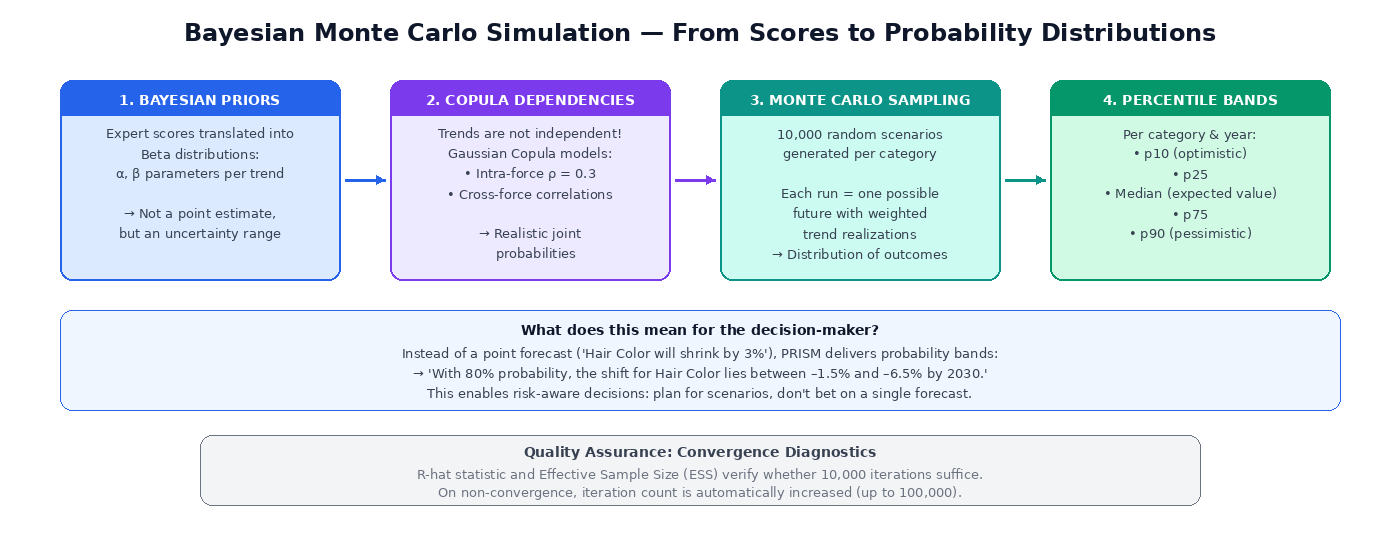 Bayesian Monte Carlo Simulation — From Scores to Probability Distributions
1. BAYESIAN PRIORS
Expert scores translated into
Beta distributions:
α, β parameters per trend
→ Not a point estimate,
but an uncertainty range
2. COPULA DEPENDENCIES
Trends are not independent!
Gaussian Copula models:
• Intra-force ρ = 0.3
• Cross-force correlations
→ Realistic joint
probabilities
3. MONTE CARLO SAMPLING
10,000 random scenarios
generated per category
Each run = one possible
future with weighted
trend realizations
→ Distribution of outcomes
4. PERCENTILE BANDS
Per category & year:
• p10 (optimistic)
• p25
• Median (expected value)
• p75
• p90 (pessimistic)
What does this mean for the decision-maker?
Instead of a point forecast ('Hair Color will shrink by 3%'), PRISM delivers probability bands:
→ 'With 80% probability, the shift for Hair Color lies between –1.5% and –6.5% by 2030.'
This enables risk-aware decisions: plan for scenarios, don't bet on a single forecast.
Quality Assurance: Convergence Diagnostics
R-hat statistic and Effective Sample Size (ESS) verify whether 10,000 iterations suffice.
On non-convergence, iteration count is automatically increased (up to 100,000).